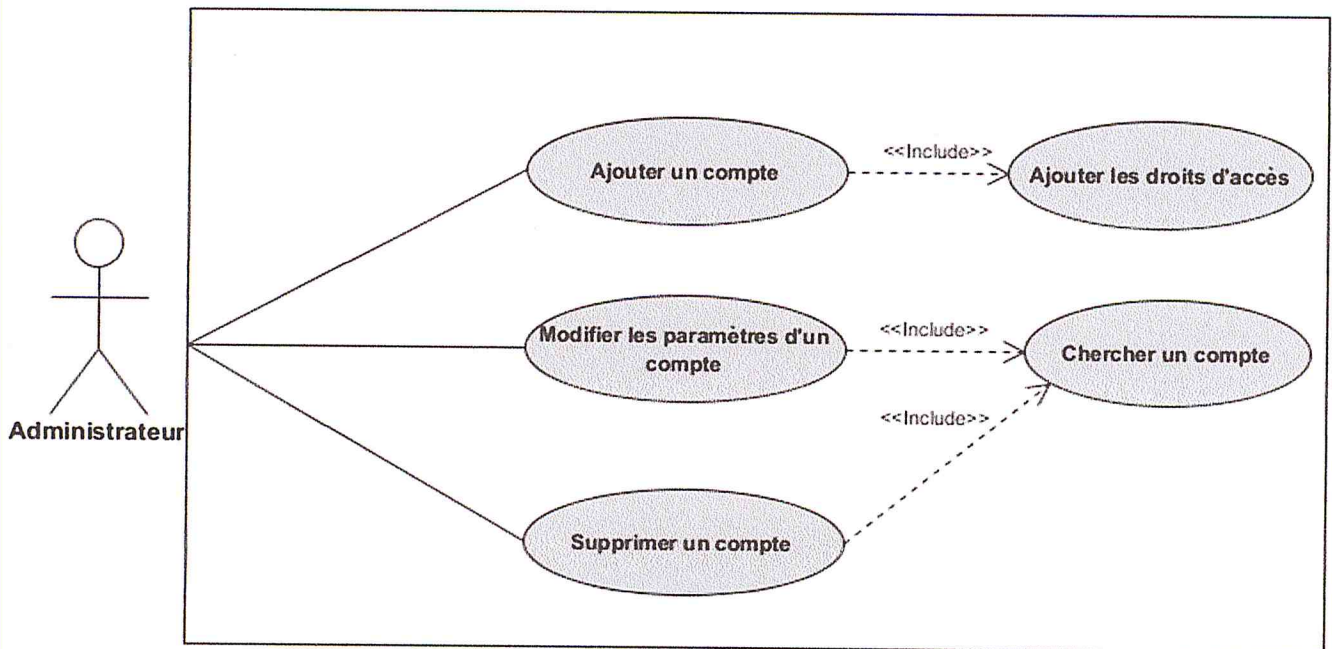 Ajouter un compte
<<Include>>
Ajouter les droits d'accès
Administrateur
Modifier les paramètres d'un
compte
<<Include>>
Chercher un compte
<<Include>>
Supprimer un compte